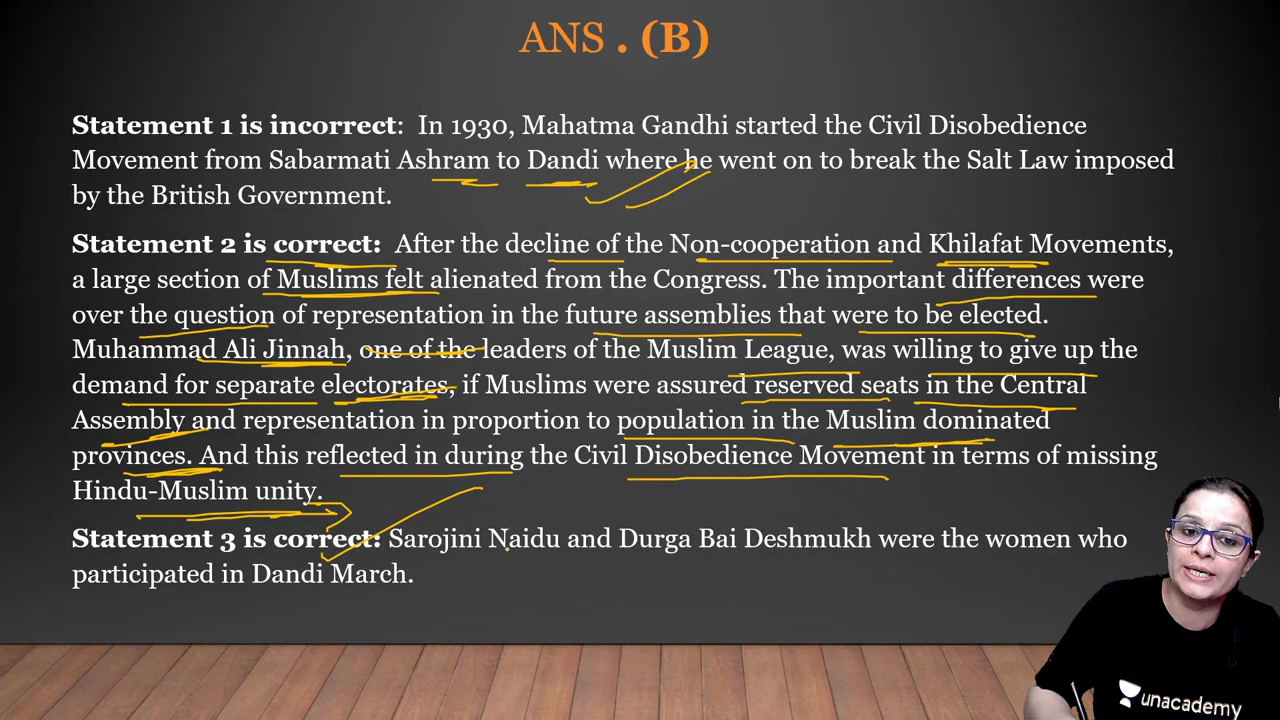 ANS . (B)
Statement 1 is incorrect: In 1930, Mahatma Gandhi started the Civil Disobedience
Movement from Sabarmati Ashram to Dandi where he went on to break the Salt Law imposed
by the British Government.
Statement 2 is correct: After the decline of the Non-cooperation and Khilafat Movements,
a large section of Muslims felt alienated from the Congress. The important differences were
over the question of representation in the future assemblies that were to be elected.
Muhammad Ali Jinnah, one of the leaders of the Muslim League, was willing to give up the
demand for separate electorates, if Muslims were assured reserved seats in the Central
Assembly and representation in proportion to population in the Muslim dominated
provinces. And this reflected in during the Civil Disobedience Movement in terms of missing
Hindu-Muslim unity.
Statement 3 is correct: Sarojini Naidu and Durga Bai Deshmukh were the women who
participated in Dandi March.
unacademy